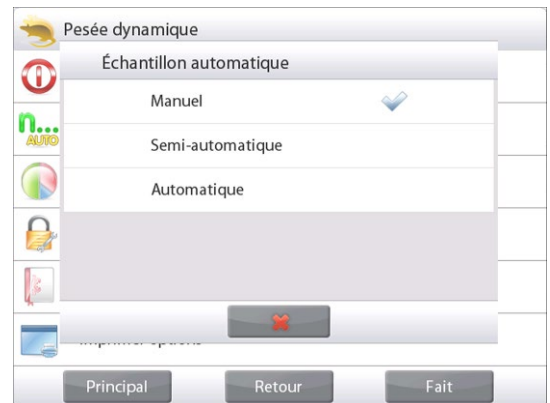 Pesée dynamique
Échantillon automatique
Manuel
n...
AUTO
Semi-automatique
Automatique
Principal
Retour
Fait